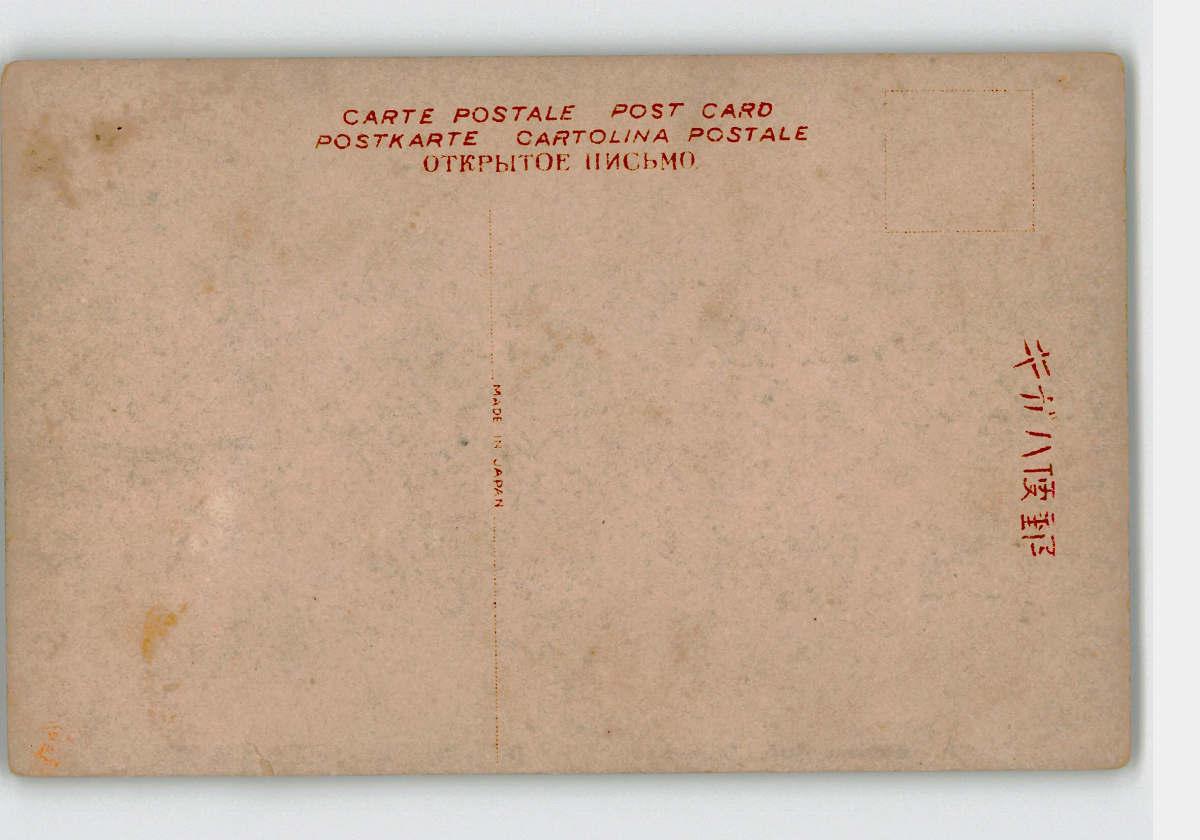 CARTE POSTALE POST CARD
POSTKARTE CARTOLINA POSTALE
ОТКРЫТОЕ ПИСЬМО
MADE IN JAPAN
キガハ便郵